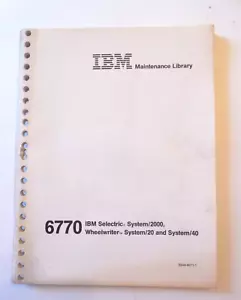 IBM Maintenance Library
6770 IBM Selectric® System/2000,
Wheelwriter® System/20 and System/40